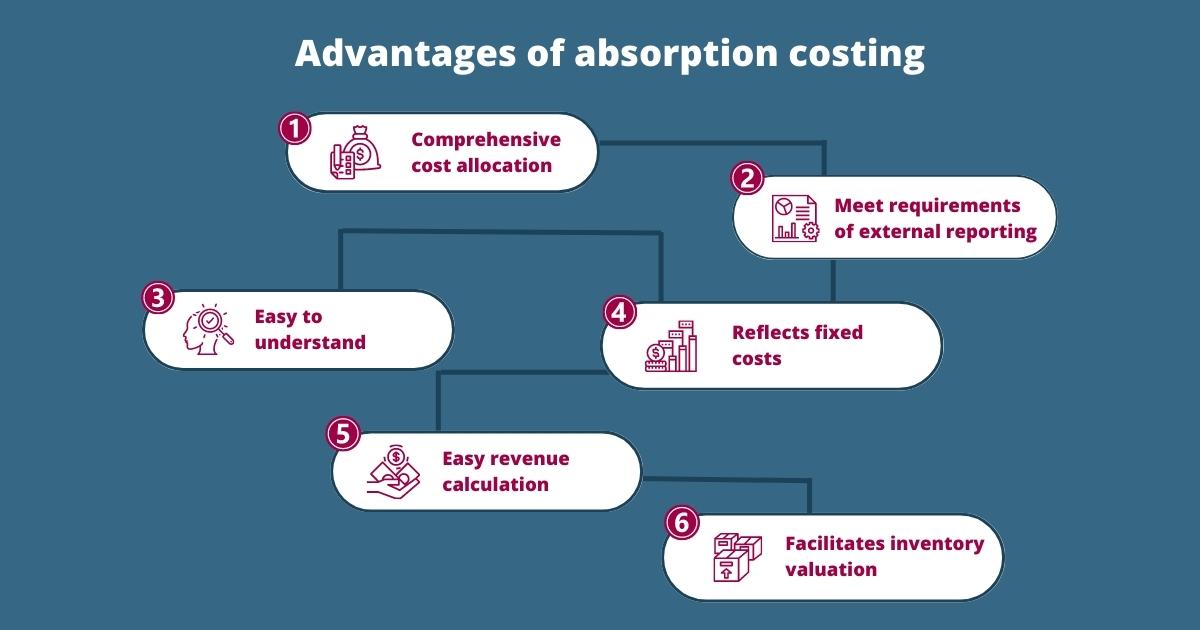 Advantages of absorption costing
1
Comprehensive
cost allocation
2
Meet requirements
of external reporting
3
Easy to
understand
4
Reflects fixed
costs
5
Easy revenue
calculation
6
Facilitates inventory
valuation